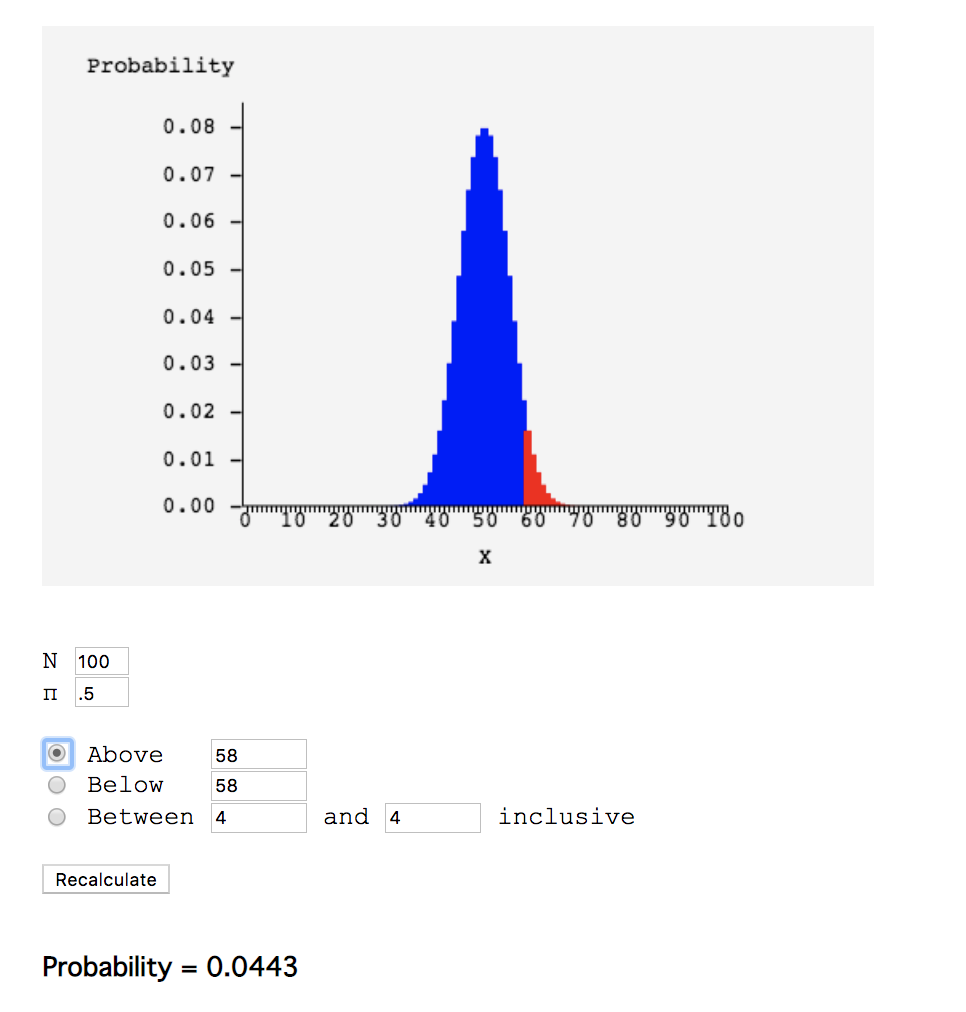 Probability
0.08
0.07
0.06
0.05
0.04
0.03
0.02
0.01
0.00
0 10 20 30 40 50 60 70 80 90 100
X
N 100
π .5
Above 58
Below 58
Between 4 and 4 inclusive
Recalculate
Probability = 0.0443